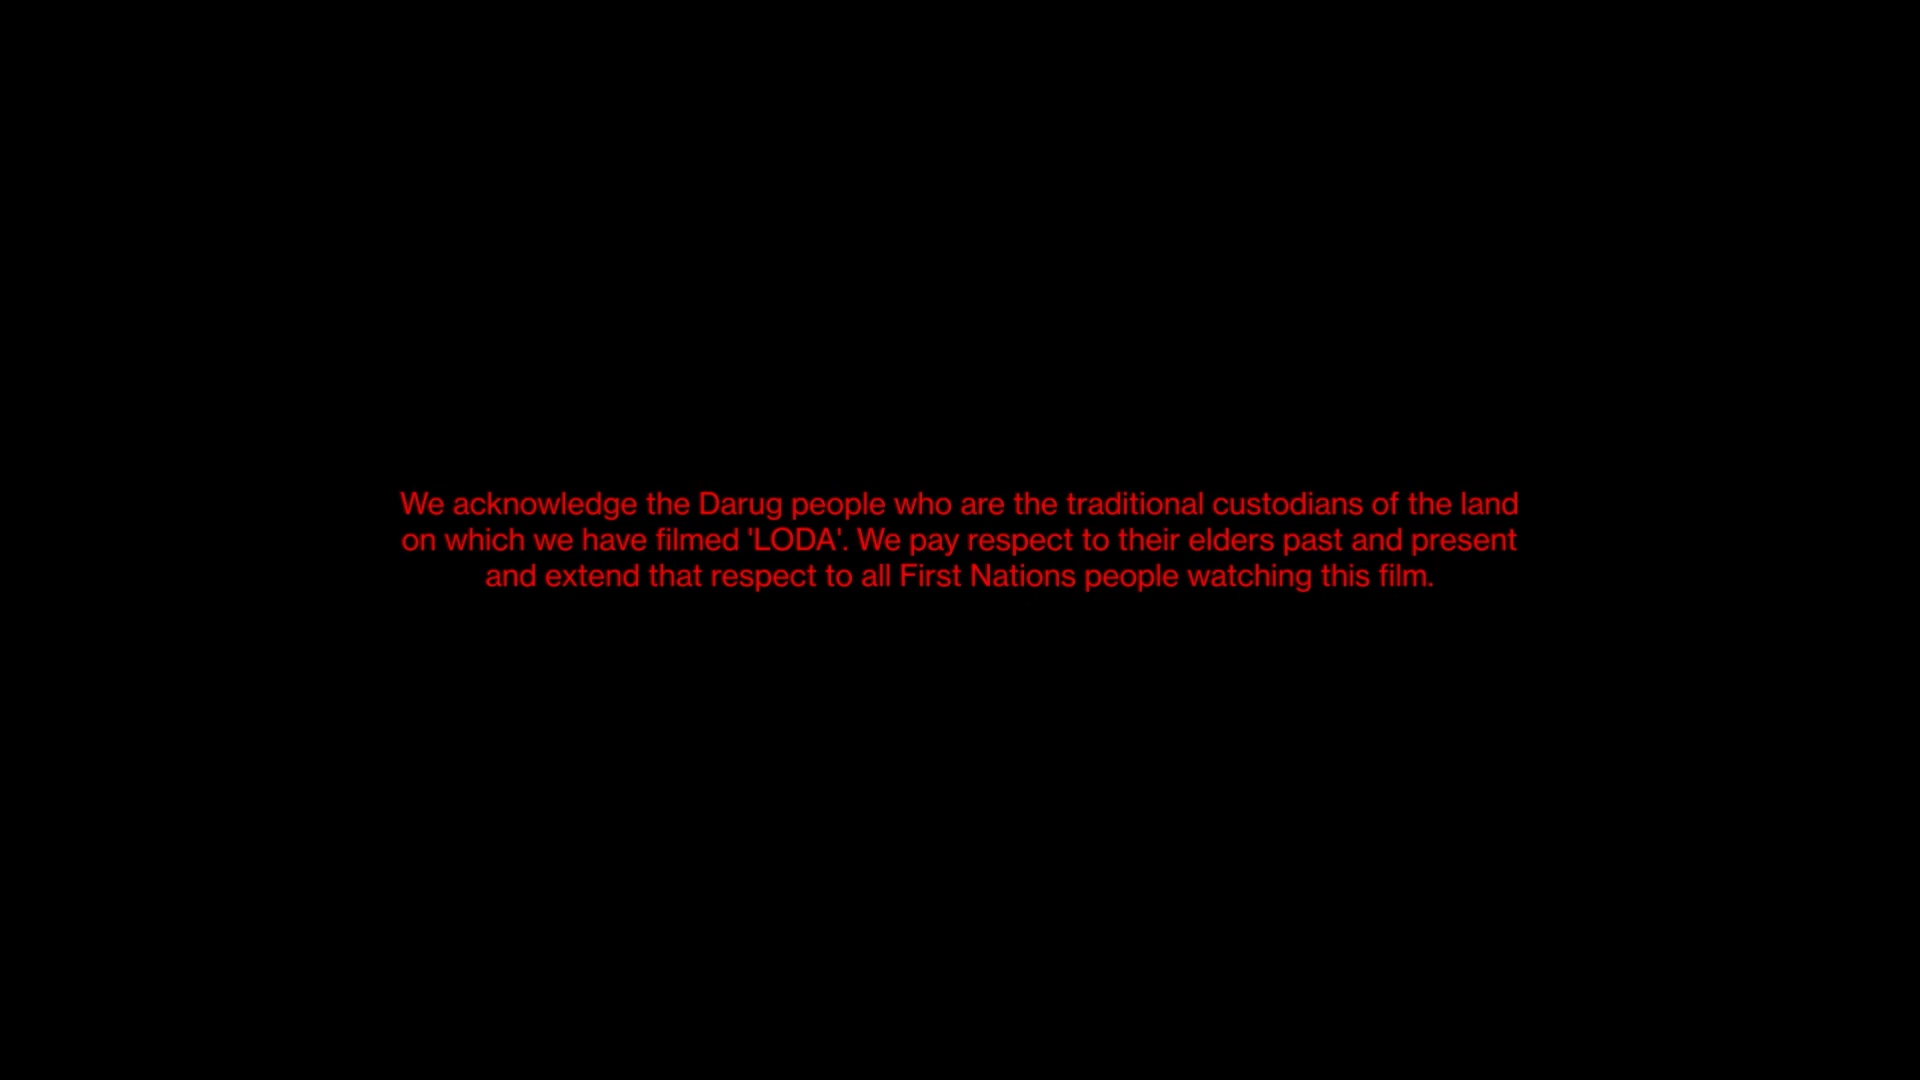 We acknowledge the Darug people who are the traditional custodians of the land
on which we have filmed 'LODA'. We pay respect to their elders past and present
and extend that respect to all First Nations people watching this film.